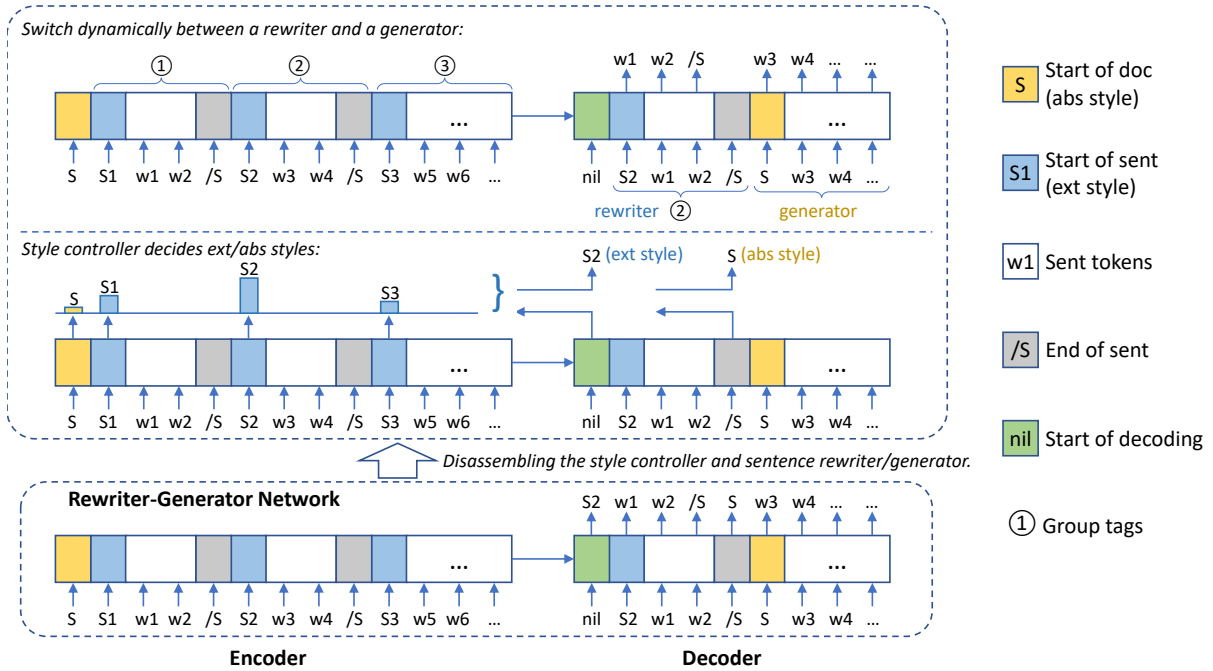 Switch dynamically between a rewriter and a generator:
① ② ③
w1 w2 /S w3 w4 ... ...
... ...
S S1 w1 w2 /S S2 w3 w4 /S S3 w5 w6 ...
nil S2 w1 w2 /S S w3 w4 ...
rewriter ② generator
Style controller decides ext/abs styles:
S2 (ext style) S (abs style)
S S1 S2 S3 }
... ...
S S1 w1 w2 /S S2 w3 w4 /S S3 w5 w6 ...
nil S2 w1 w2 /S S w3 w4 ...
Disassembling the style controller and sentence rewriter/generator.
Rewriter-Generator Network
S2 w1 w2 /S S w3 w4 ... ...
... ...
S S1 w1 w2 /S S2 w3 w4 /S S3 w5 w6 ...
nil S2 w1 w2 /S S w3 w4 ...
Encoder Decoder
S Start of doc
(abs style)
S1 Start of sent
(ext style)
w1 Sent tokens
/S End of sent
nil Start of decoding
① Group tags